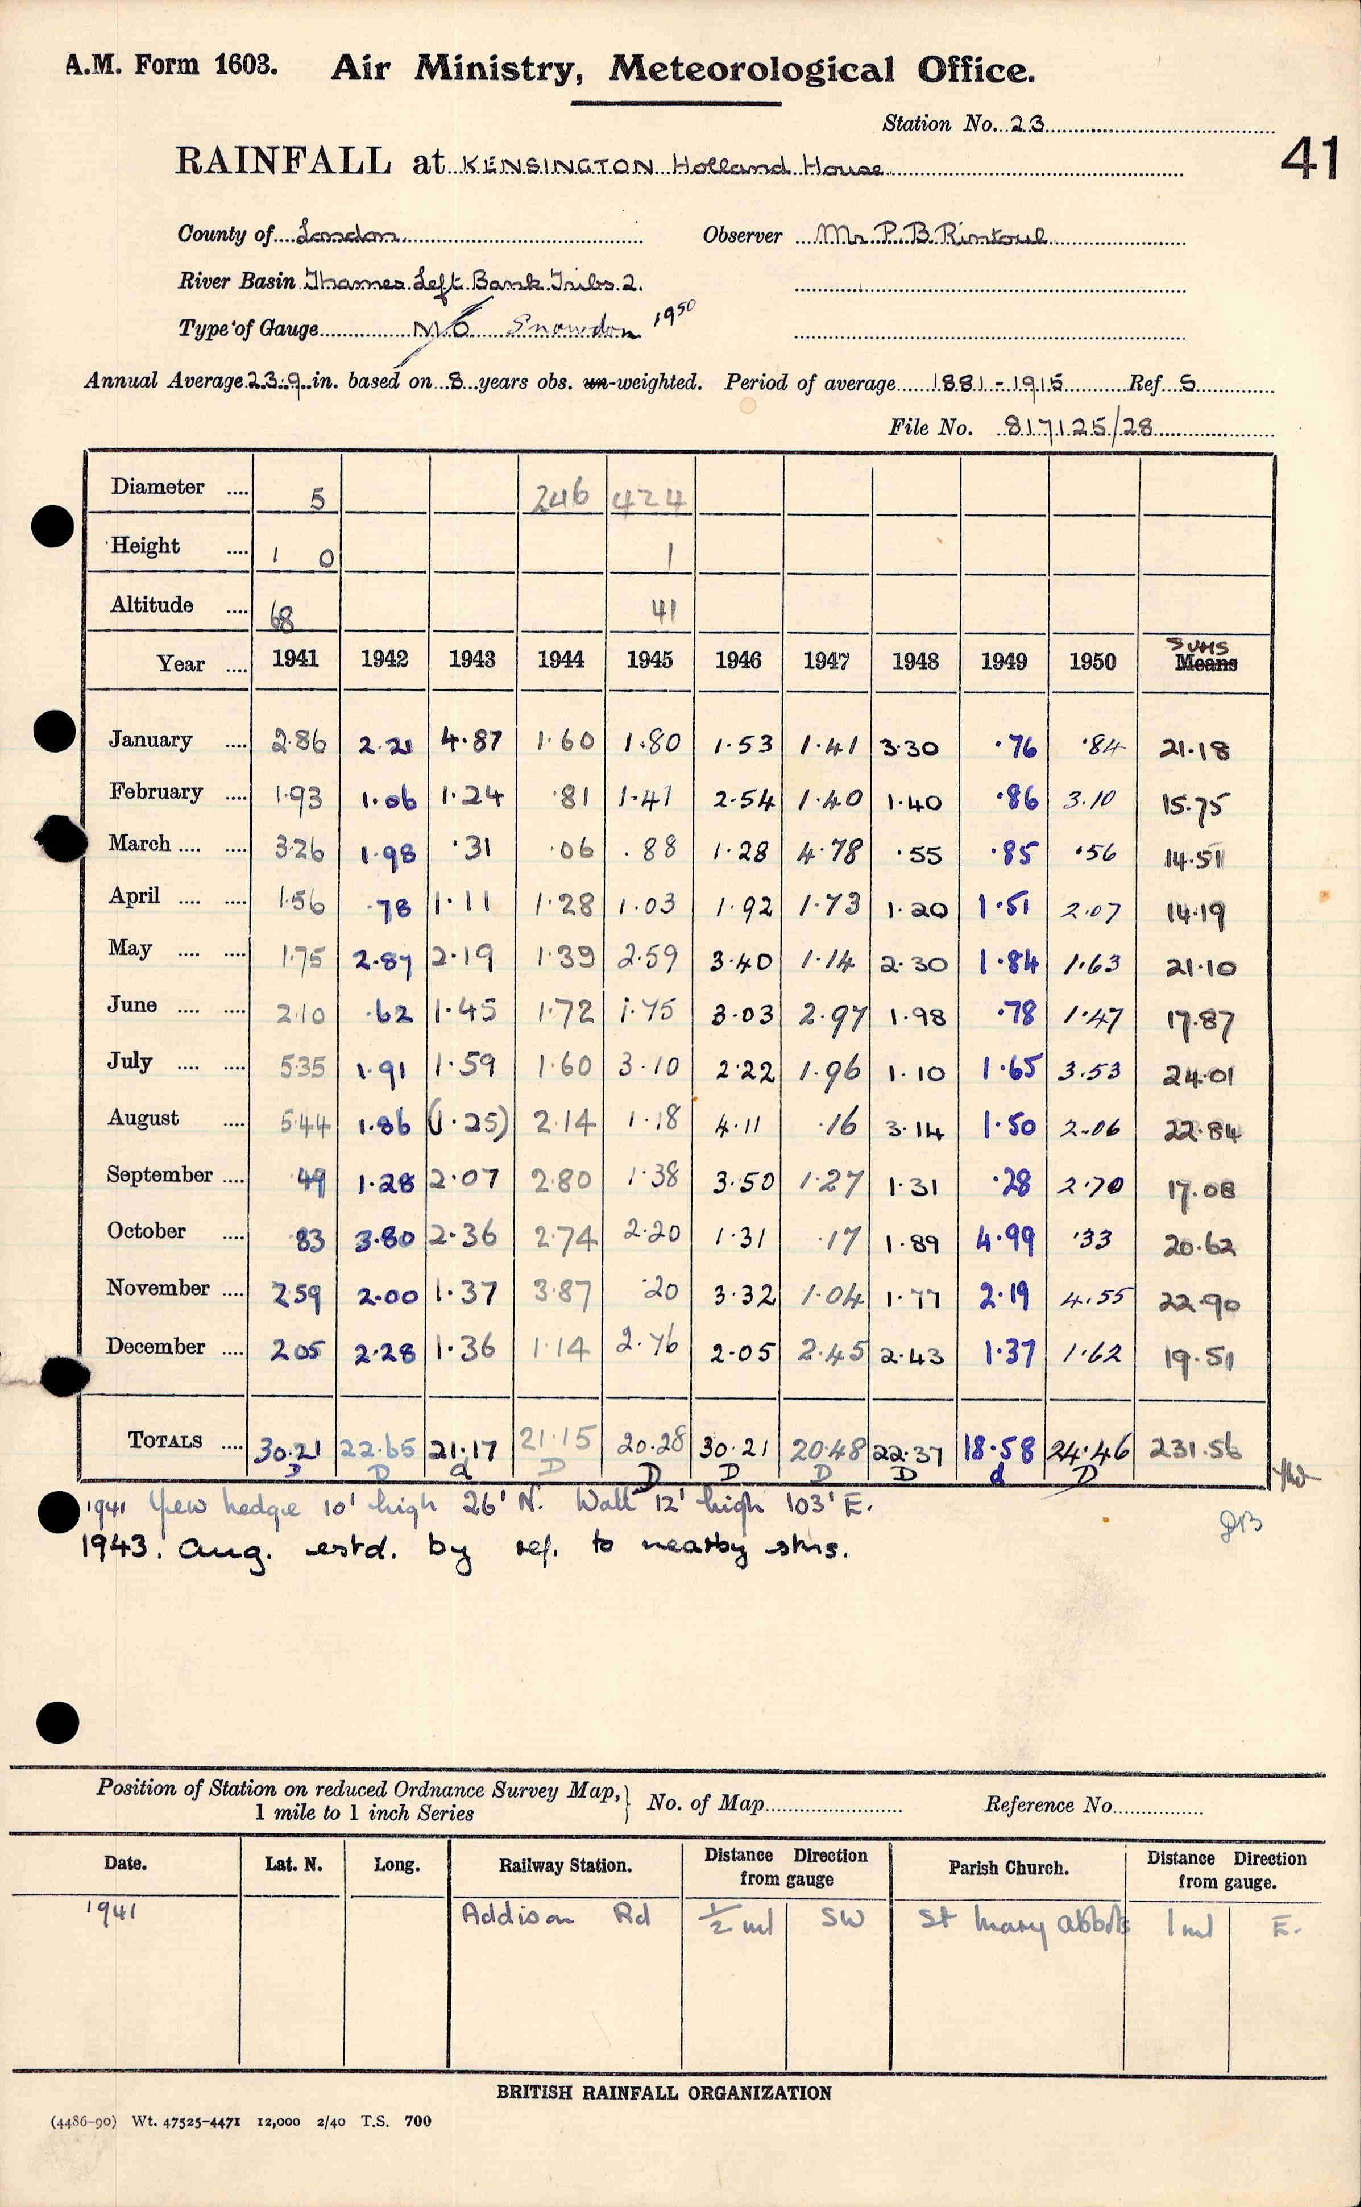 A.M. Form 1603. Air Ministry, Meteorological Office.
Station No. 23
41
RAINFALL at KENSINGTON Holland House
County of London Observer Mr P. B. Rintoul
River Basin Thames Left Bank Tribs 2.
Type of Gauge M/O Snowdon 1950
Annual Average 23.9 in. based on 8 years obs. un-weighted. Period of average 1881-1915 Ref S
File No. 817125/28
Diameter .... 5 246 424
Height .... 1 0 1
Altitude .... 68 41
Year .... 1941 1942 1943 1944 1945 1946 1947 1948 1949 1950 SUMS Means
January .... 2.86 2.21 4.87 1.60 1.80 1.53 1.41 3.30 .76 .84 21.18
February .... 1.93 1.06 1.24 .81 1.41 2.54 1.40 1.40 .86 3.10 15.75
March .... .... 3.26 1.98 .31 .06 .88 1.28 4.78 .55 .85 .56 14.51
April .... .... 1.56 .78 1.11 1.28 1.03 1.92 1.73 1.20 1.51 2.07 14.19
May .... .... 1.75 2.87 2.19 1.39 2.59 3.40 1.14 2.30 1.84 1.63 21.10
June .... .... 2.10 .62 1.45 1.72 1.75 3.03 2.97 1.98 .78 1.47 17.87
July .... .... 5.35 1.91 1.59 1.60 3.10 2.22 1.96 1.10 1.65 3.53 24.01
August .... 5.44 1.86 (1.25) 2.14 1.18 4.11 .16 3.14 1.50 2.06 22.84
September .... .49 1.28 2.07 2.80 1.38 3.50 1.27 1.31 .28 2.70 17.08
October .... .83 3.80 2.36 2.74 2.20 1.31 .17 1.89 4.99 .33 20.62
November .... 2.59 2.00 1.37 3.87 .20 3.32 1.04 1.77 2.19 4.55 22.90
December .... 2.05 2.28 1.36 1.14 2.76 2.05 2.45 2.43 1.37 1.62 19.51
TOTALS .... 30.21 22.65 21.17 21.15 20.28 30.21 20.48 22.37 18.58 24.46 231.56
D D d D D D D D d D
1941 Yew hedge 10' high 26' N. Wall 12' high 103' E.
1943. Aug. estd. by ref. to nearby stns.
Position of Station on reduced Ordnance Survey Map,
1 mile to 1 inch Series
No. of Map Reference No.
Date. Lat. N. Long. Railway Station. Distance Direction from gauge Parish Church. Distance Direction from gauge.
1941 Addison Rd ½ ml SW St Mary Abbots 1 ml E.
BRITISH RAINFALL ORGANIZATION
(4486-90) Wt. 47525-4471 12,000 2/40 T.S. 700